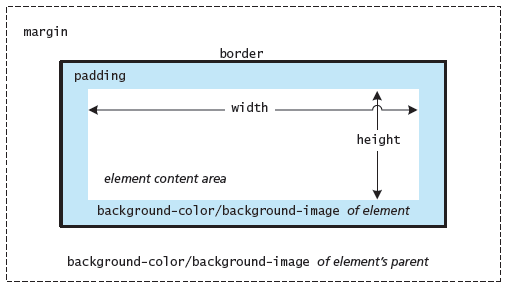 margin
border
padding
width
height
element content area
background-color/background-image of element
background-color/background-image of element's parent